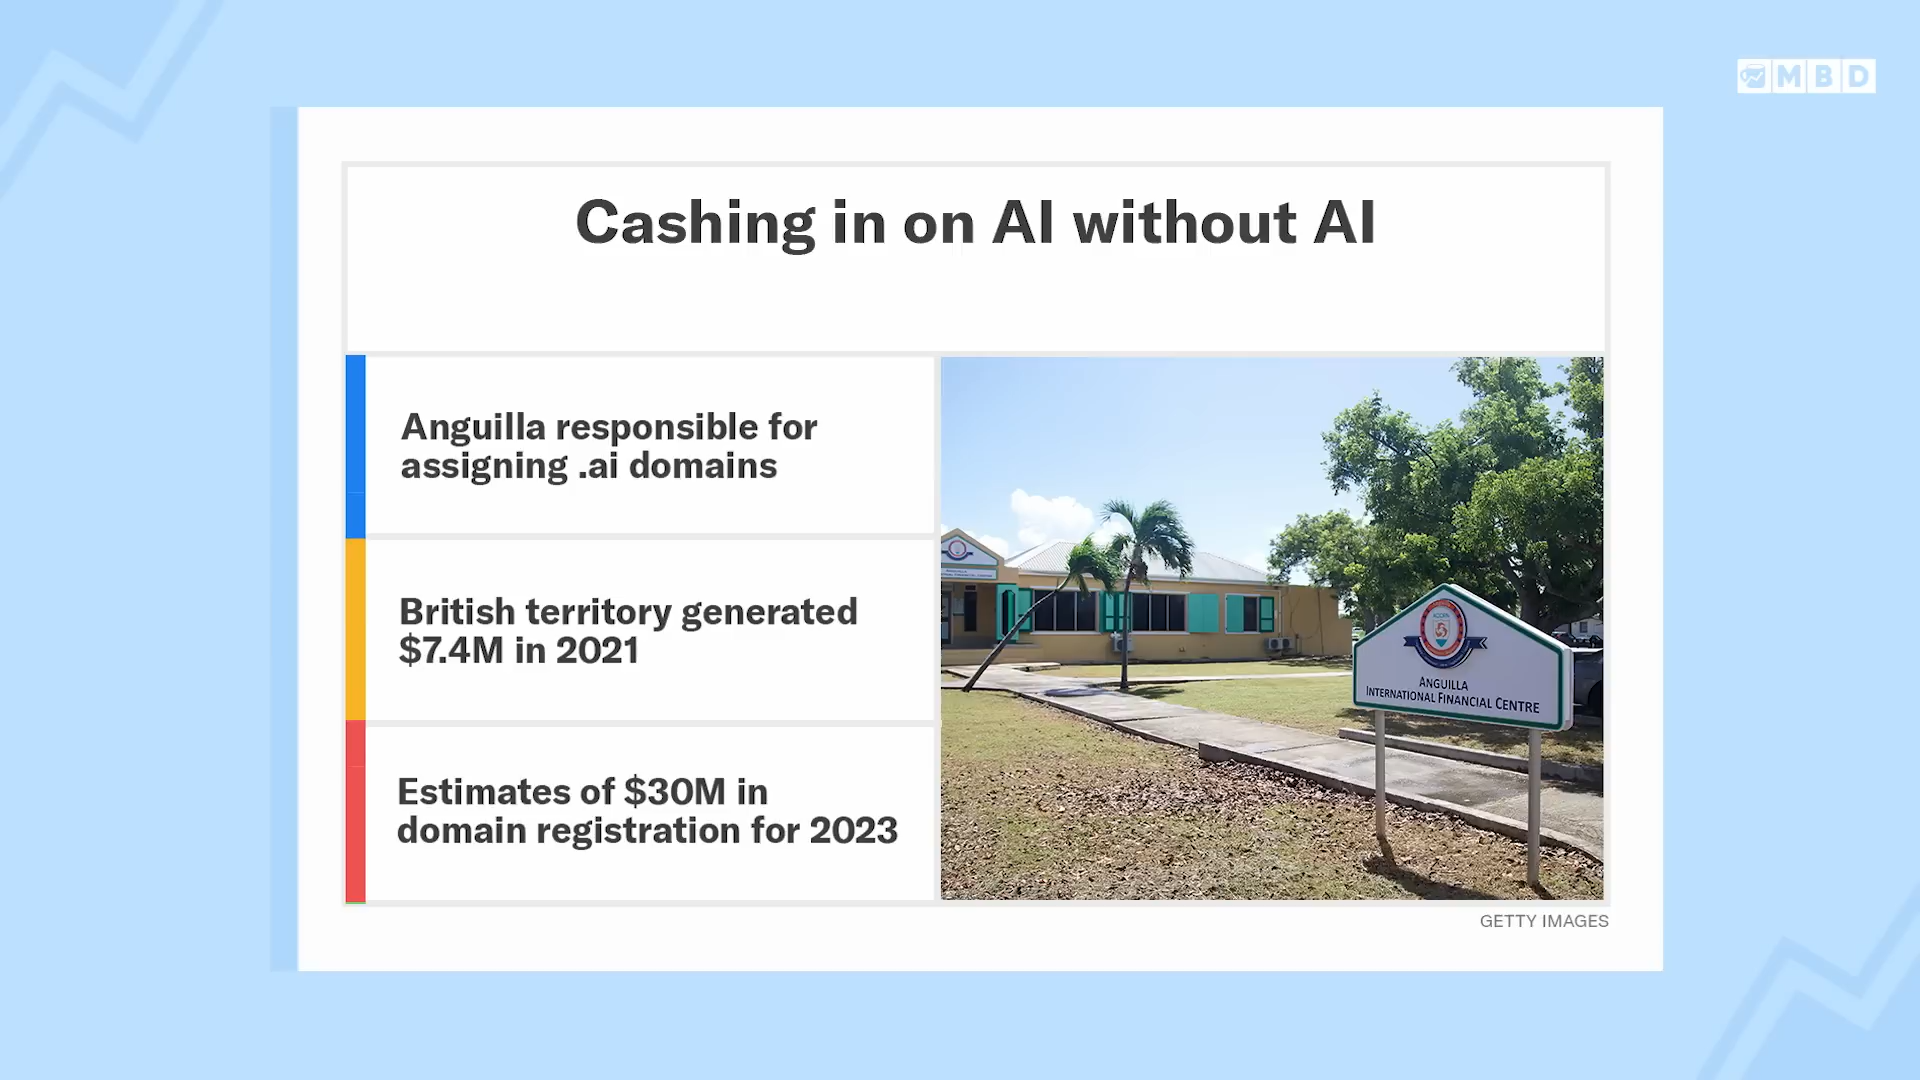 MBD
Cashing in on AI without AI
Anguilla responsible for
assigning .ai domains
British territory generated
$7.4M in 2021
Estimates of $30M in
domain registration for 2023
ANGUILLA
INTERNATIONAL FINANCIAL CENTRE
GETTY IMAGES